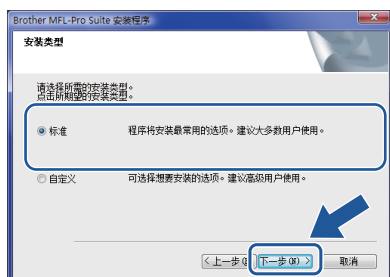 Brother MFL-Pro Suite 安装程序
安装类型
请选择所需的安装类型。
点击所期望的安装类型。
标准 程序将安装最常用的选项。建议大多数用户使用。
自定义 可选择想要安装的选项。建议高级用户使用。
<上一步 下一步(N) > 取消